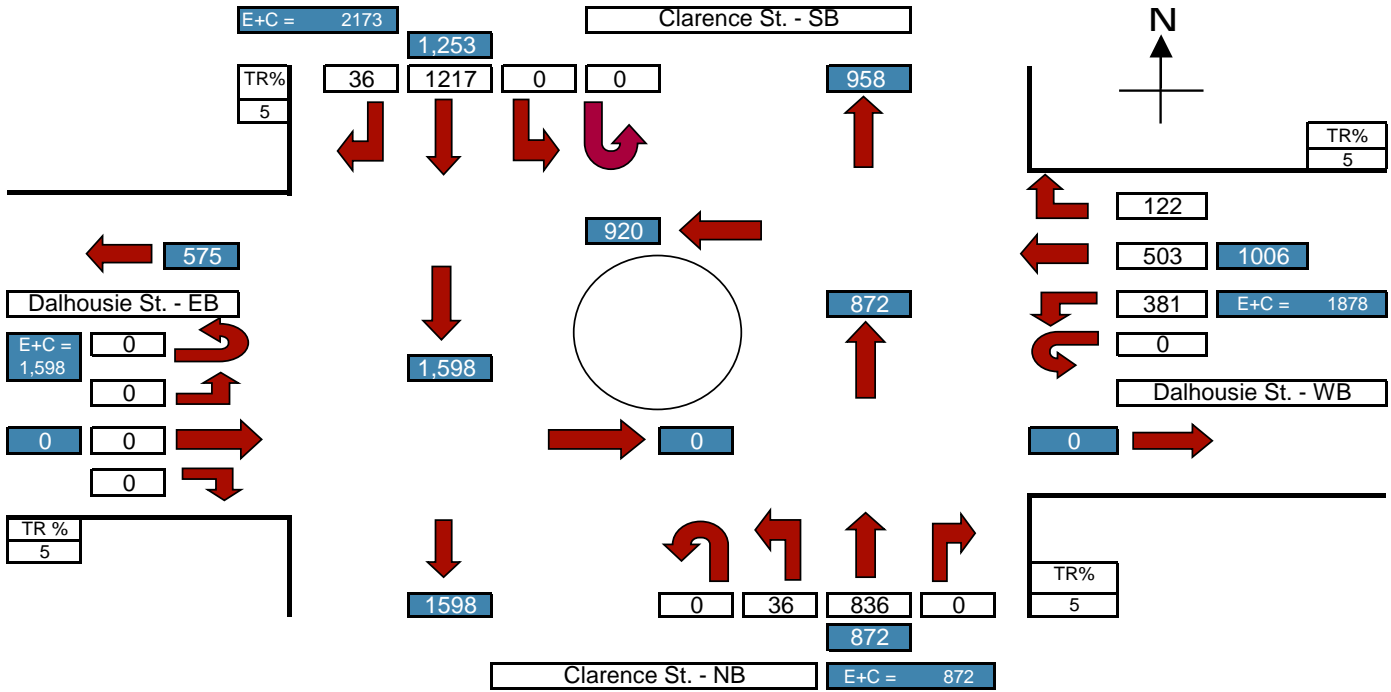 E+C = 2173
Clarence St. - SB
N
1,253
TR%
36
1217
0
0
958
5
TR%
5
122
920
575
503
1006
Dalhousie St. - EB
872
381
E+C = 1878
E+C =
1,598
0
0
1,598
0
Dalhousie St. - WB
0
0
0
0
0
TR %
5
TR%
1598
0
36
836
0
5
872
Clarence St. - NB
E+C = 872